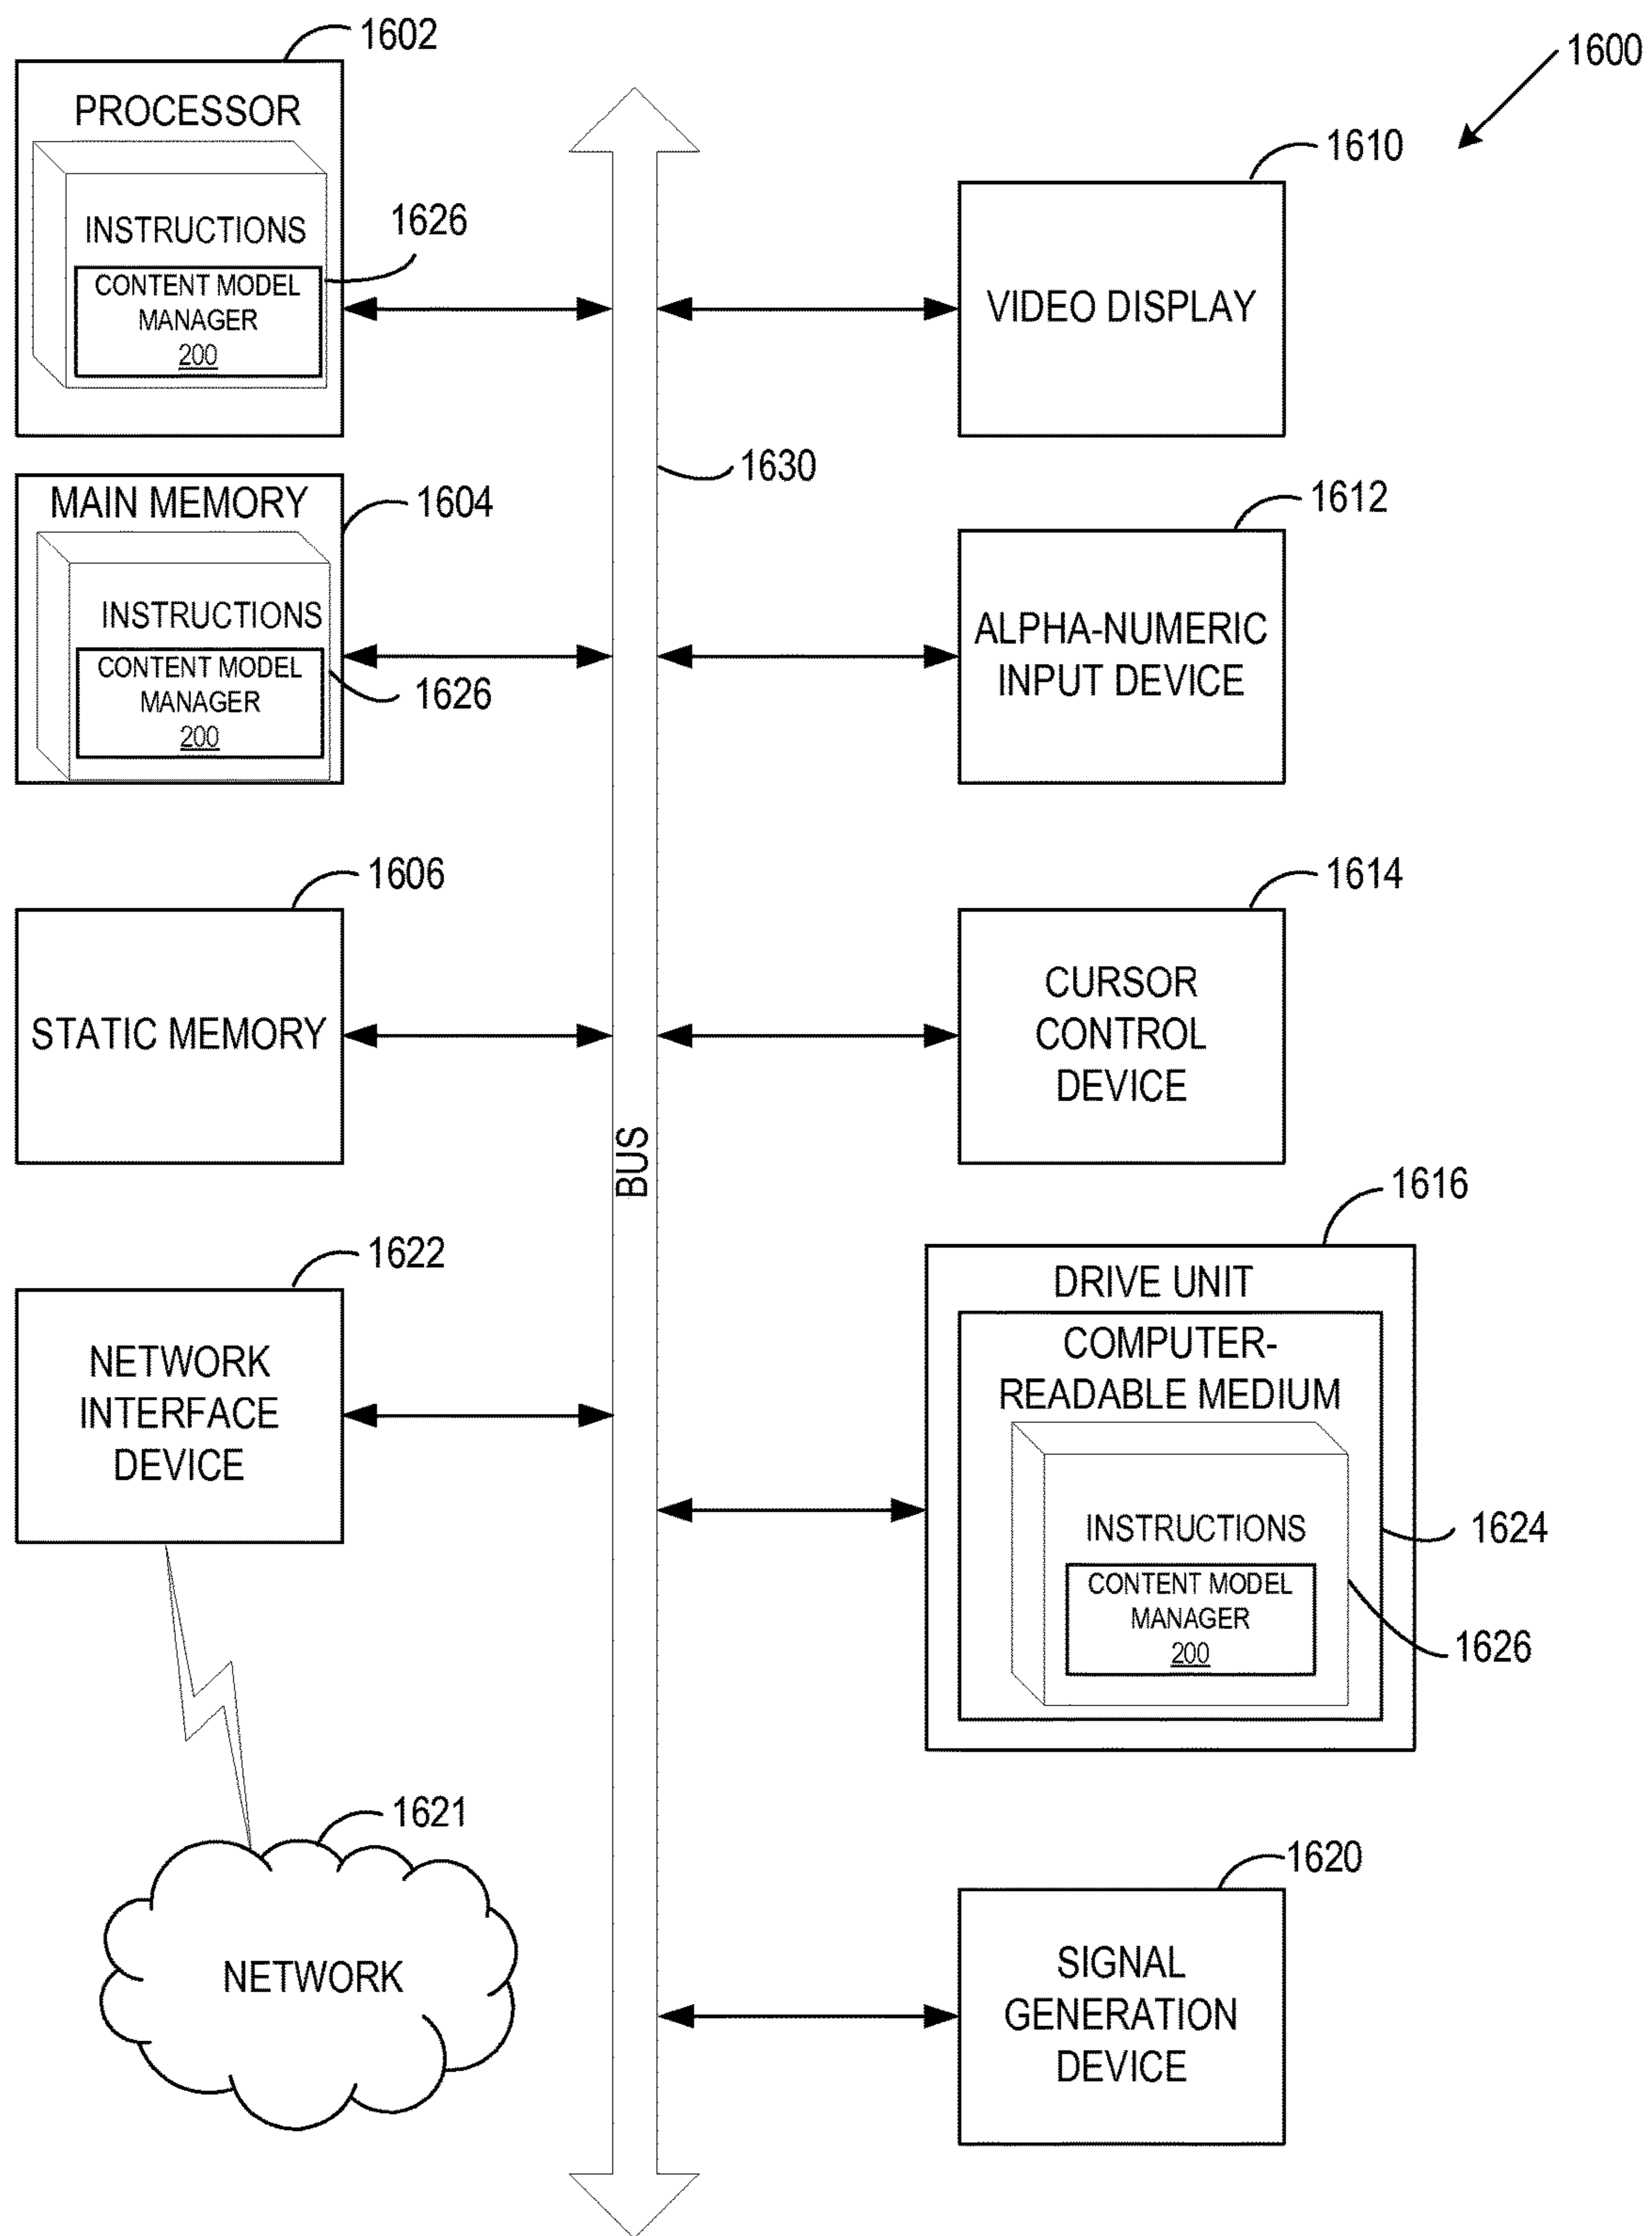 1600
1602
PROCESSOR
INSTRUCTIONS
1626
CONTENT MODEL
MANAGER
200
1604
MAIN MEMORY
INSTRUCTIONS
CONTENT MODEL
MANAGER
200
1626
1606
STATIC MEMORY
1622
NETWORK
INTERFACE
DEVICE
1621
NETWORK
BUS
1630
1610
VIDEO DISPLAY
1612
ALPHA-NUMERIC
INPUT DEVICE
1614
CURSOR
CONTROL
DEVICE
1616
DRIVE UNIT
COMPUTER-
READABLE MEDIUM
INSTRUCTIONS
1624
CONTENT MODEL
MANAGER
200
1626
1620
SIGNAL
GENERATION
DEVICE